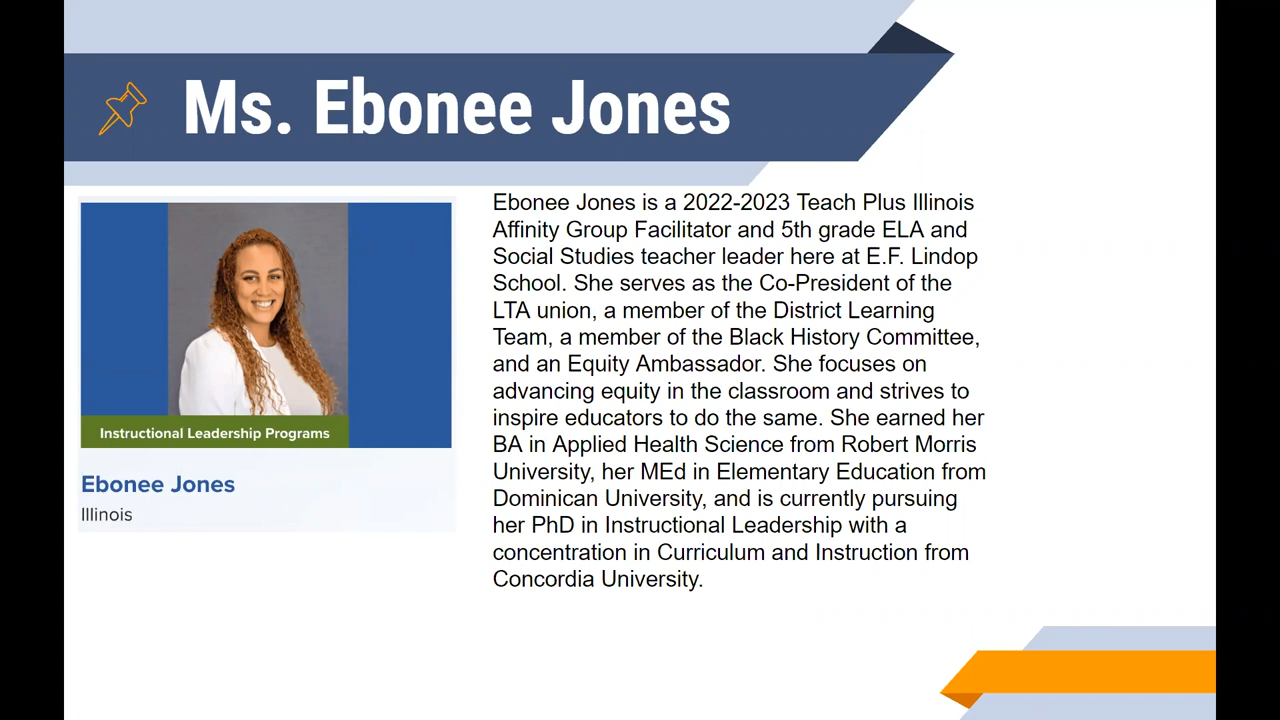 Ms. Ebonee Jones
Ebonee Jones is a 2022-2023 Teach Plus Illinois
Affinity Group Facilitator and 5th grade ELA and
Social Studies teacher leader here at E.F. Lindop
School. She serves as the Co-President of the
LTA union, a member of the District Learning
Team, a member of the Black History Committee,
and an Equity Ambassador. She focuses on
advancing equity in the classroom and strives to
inspire educators to do the same. She earned her
BA in Applied Health Science from Robert Morris
University, her MEd in Elementary Education from
Dominican University, and is currently pursuing
her PhD in Instructional Leadership with a
concentration in Curriculum and Instruction from
Concordia University.
Instructional Leadership Programs
Ebonee Jones
Illinois